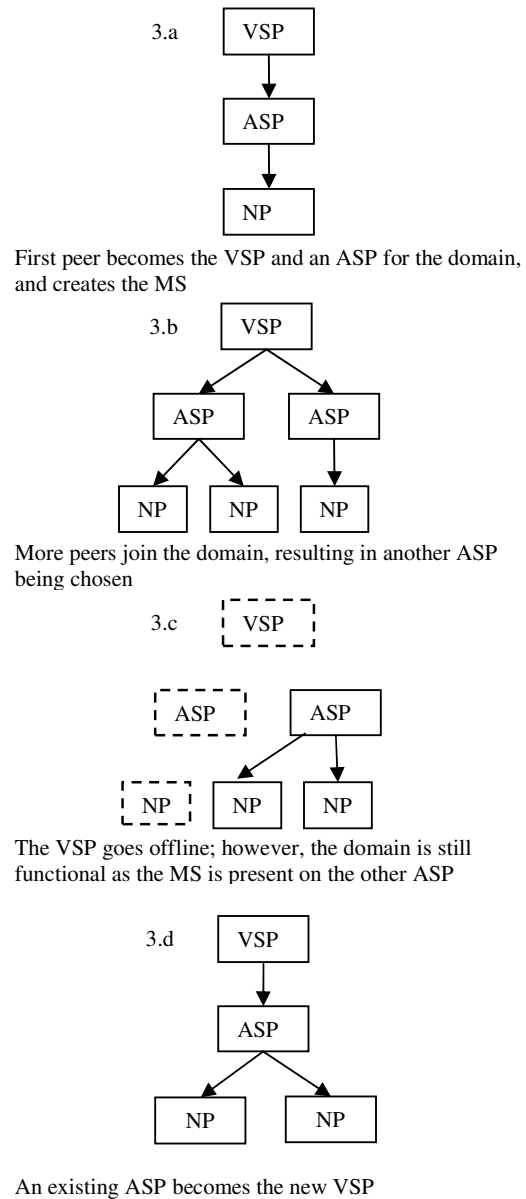 3.a VSP
ASP
NP
First peer becomes the VSP and an ASP for the domain,
and creates the MS
3.b VSP
ASP ASP
NP NP NP
More peers join the domain, resulting in another ASP
being chosen
3.c VSP
ASP ASP
NP NP NP
The VSP goes offline; however, the domain is still
functional as the MS is present on the other ASP
3.d VSP
ASP
NP NP
An existing ASP becomes the new VSP